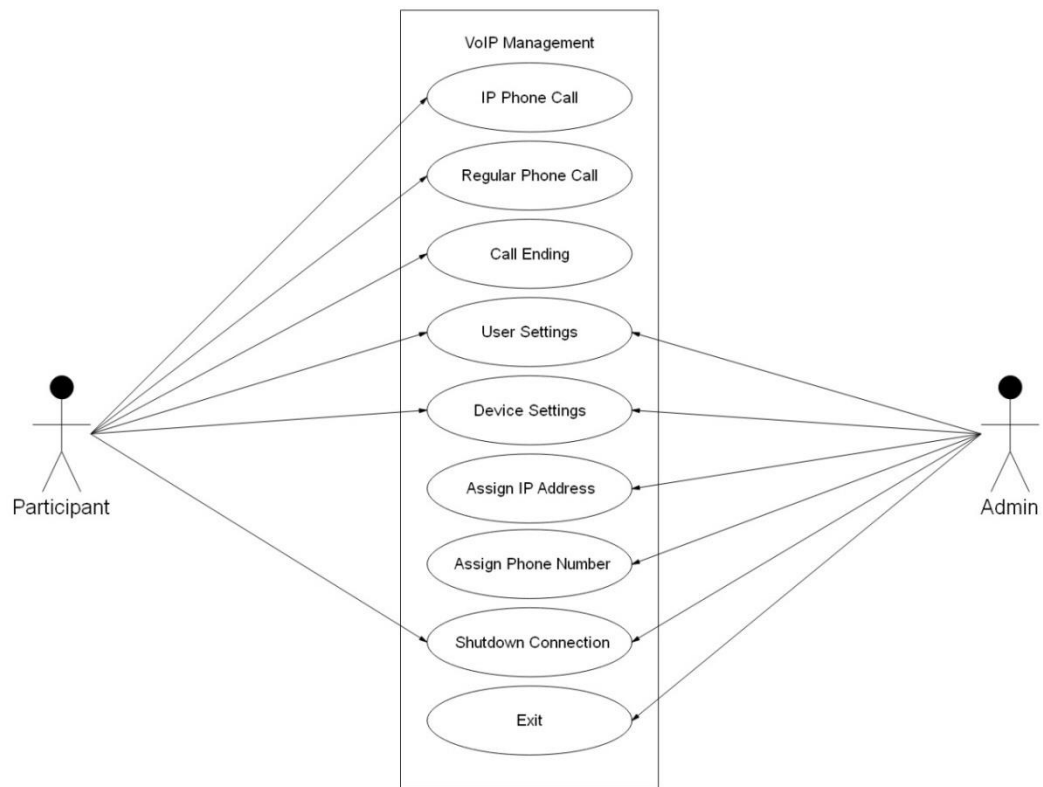 VoIP Management
IP Phone Call
Regular Phone Call
Call Ending
User Settings
Device Settings
Assign IP Address
Participant
Admin
Assign Phone Number
Shutdown Connection
Exit